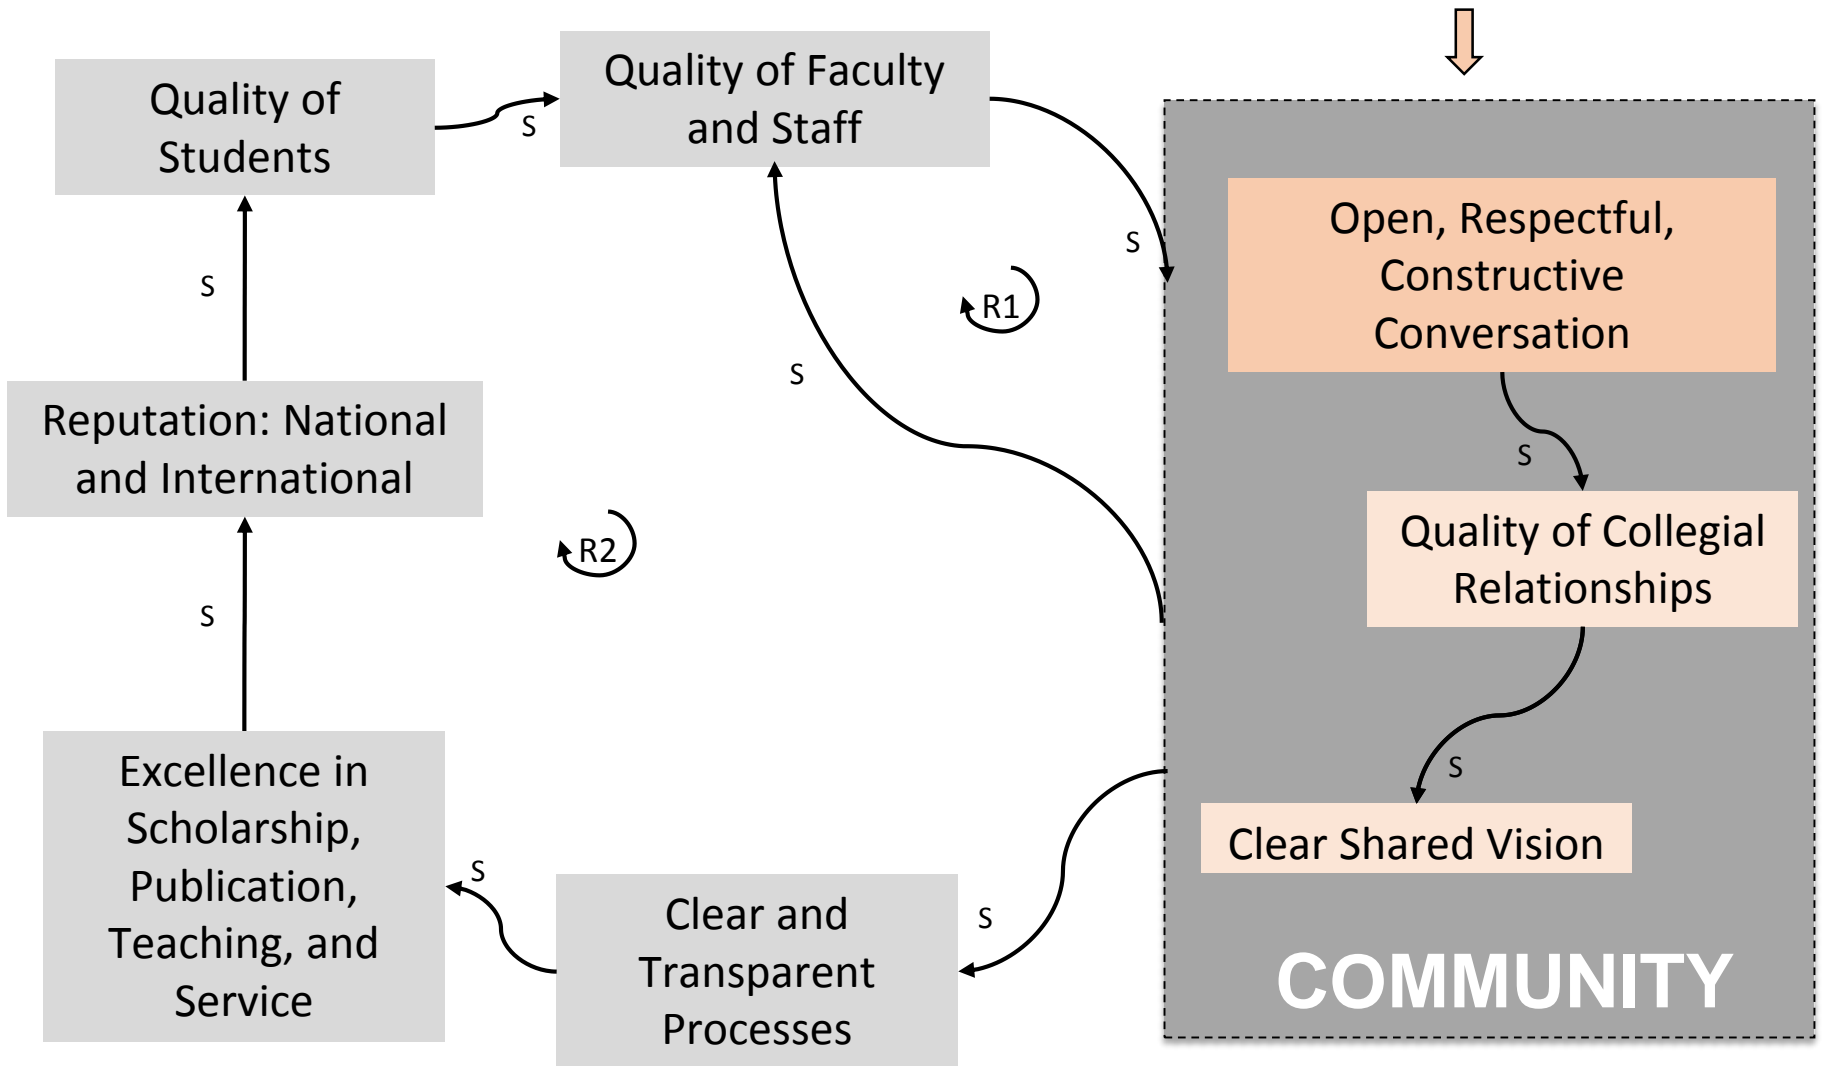 Quality of
Students
S
Quality of Faculty
and Staff
S
R1
Open, Respectful,
Constructive
Conversation
S
S
S
Quality of Collegial
Relationships
S
Clear Shared Vision
COMMUNITY
Reputation: National
and International
R2
S
Excellence in
Scholarship,
Publication,
Teaching, and
Service
S
Clear and
Transparent
Processes
S